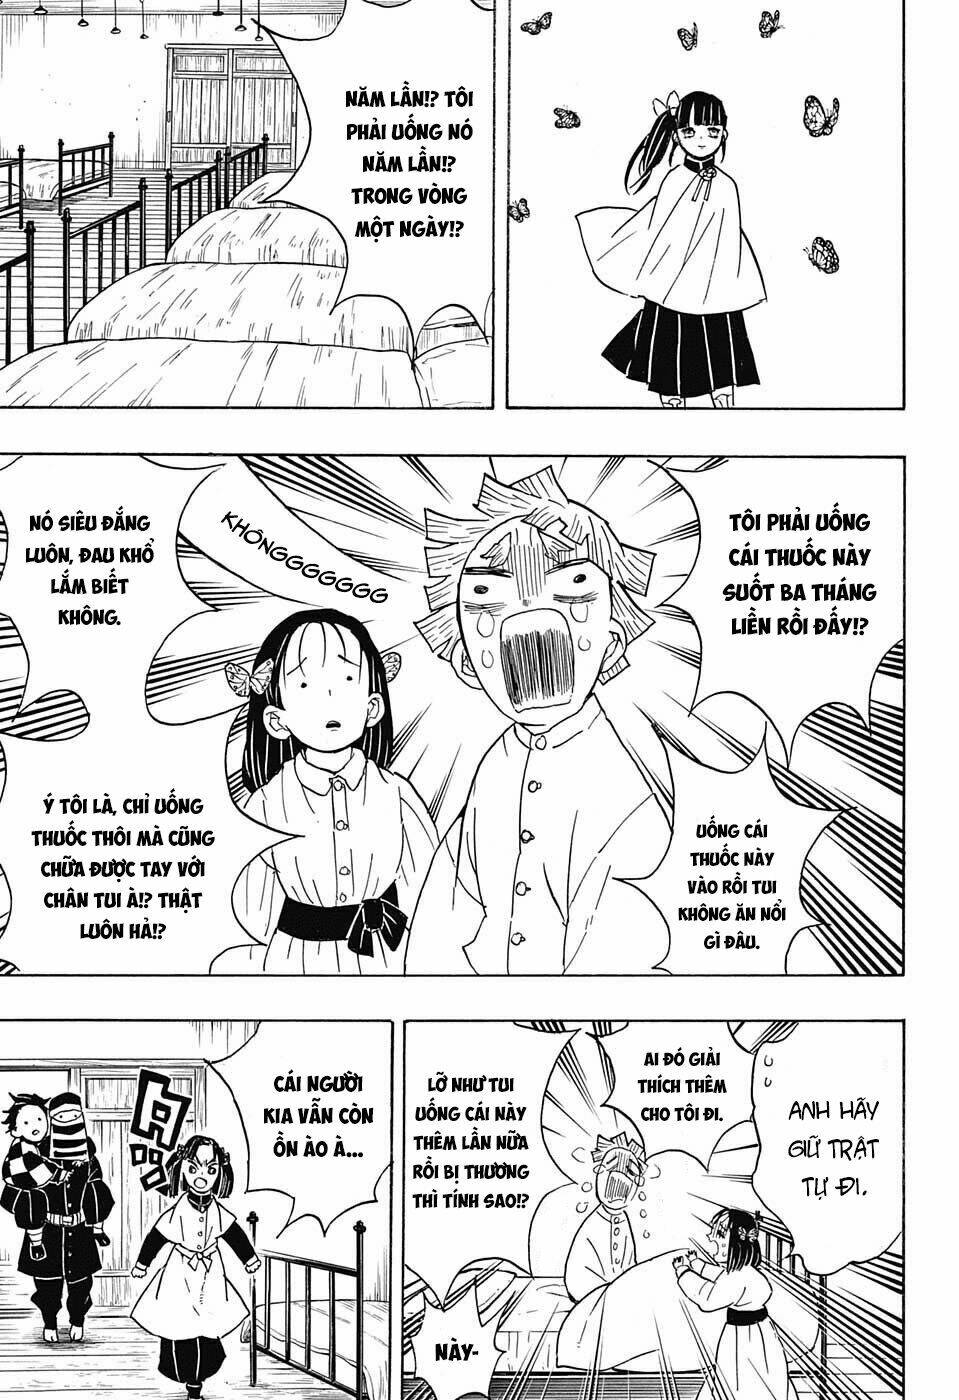 NĂM LẦN!? TÔI
PHẢI UỐNG NÓ
NĂM LẦN!?
TRONG VÒNG
MỘT NGÀY!?
TÔI PHẢI UỐNG
CÁI THUỐC NÀY
SUỐT BA THÁNG
LIỀN RỒI ĐẤY!?
UỐNG CÁI
THUỐC NÀY
VÀO RỒI TUI
KHÔNG ĂN NỔI
GÌ ĐÂU.
KHÔNGGGGGGG
NÓ SIÊU ĐẮNG
LUÔN, ĐAU KHỔ
LẮM BIẾT
KHÔNG.
Ý TÔI LÀ, CHỈ UỐNG
THUỐC THÔI MÀ CŨNG
CHỮA ĐƯỢC TAY VỚI
CHÂN TUI À!? THẬT
LUÔN HẢ!?
ANH HÃY
GIỮ TRẬT
TỰ ĐI.
AI ĐÓ GIẢI
THÍCH THÊM
CHO TÔI ĐI.
LỠ NHƯ TUI
UỐNG CÁI NÀY
THÊM LẦN NỮA
RỒI BỊ THƯƠNG
THÌ TÍNH SAO!?
NÀY-
CÁI NGƯỜI
KIA VẪN CÒN
ỒN ÀO À...